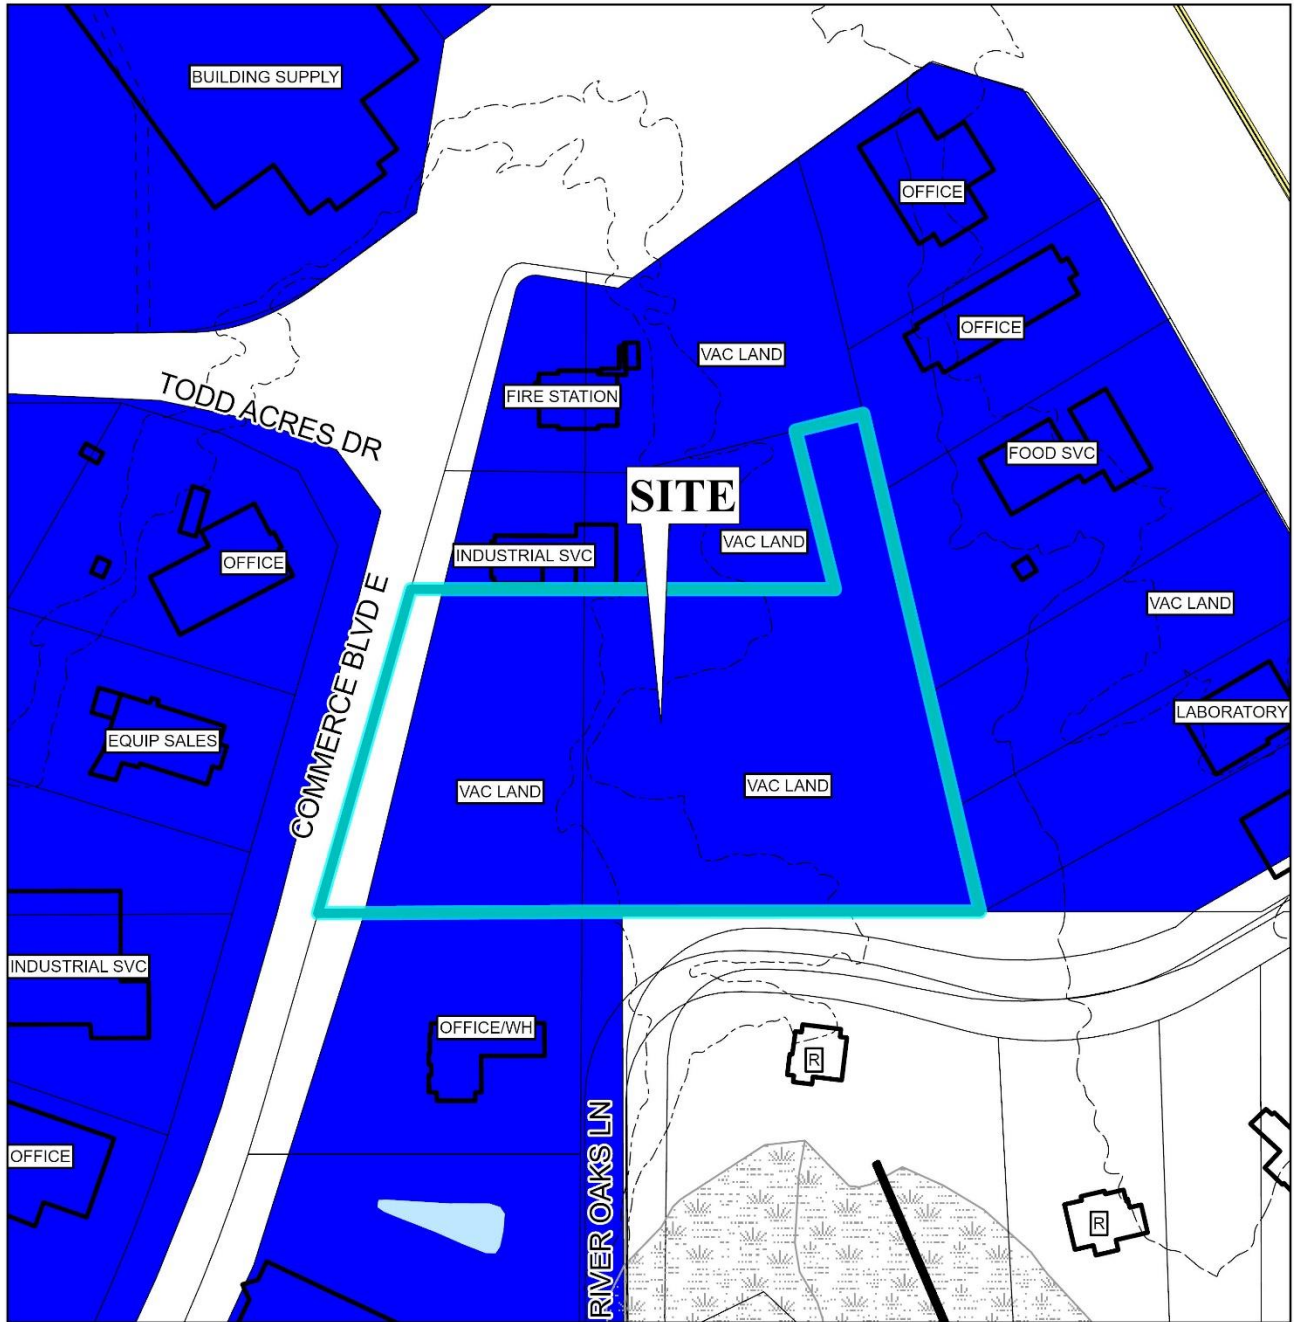 BUILDING SUPPLY
OFFICE
OFFICE
VAC LAND
TODD ACRES DR
FIRE STATION
FOOD SVC
SITE
VAC LAND
INDUSTRIAL SVC
OFFICE
VAC LAND
COMMERCE BLVD E
LABORATORY
EQUIP SALES
VAC LAND
VAC LAND
INDUSTRIAL SVC
OFFICE/WH
R
OFFICE
RIVER OAKS LN
R